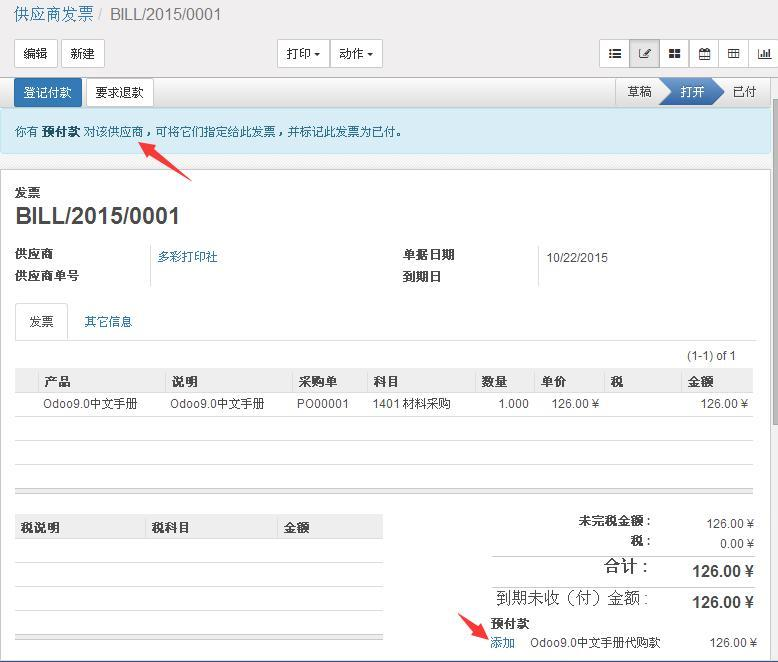 供应商发票 / BILL/2015/0001
编辑 新建 打印 动作
登记付款 要求退款 草稿 打开 已付
你有 预付款 对该供应商，可将它们指定给此发票，并标记此发票为已付。
发票
BILL/2015/0001
供应商 多彩打印社 单据日期 10/22/2015
供应商单号 到期日
发票 其它信息
(1-1) of 1
产品 说明 采购单 科目 数量 单价 税 金额
Odoo9.0中文手册 Odoo9.0中文手册 PO00001 1401 材料采购 1.000 126.00 ¥ 126.00 ¥
税说明 税科目 金额
未完税金额 : 126.00 ¥
税 : 0.00 ¥
合计 : 126.00 ¥
到期未收（付）金额 : 126.00 ¥
预付款
添加 Odoo9.0中文手册代购款 126.00 ¥